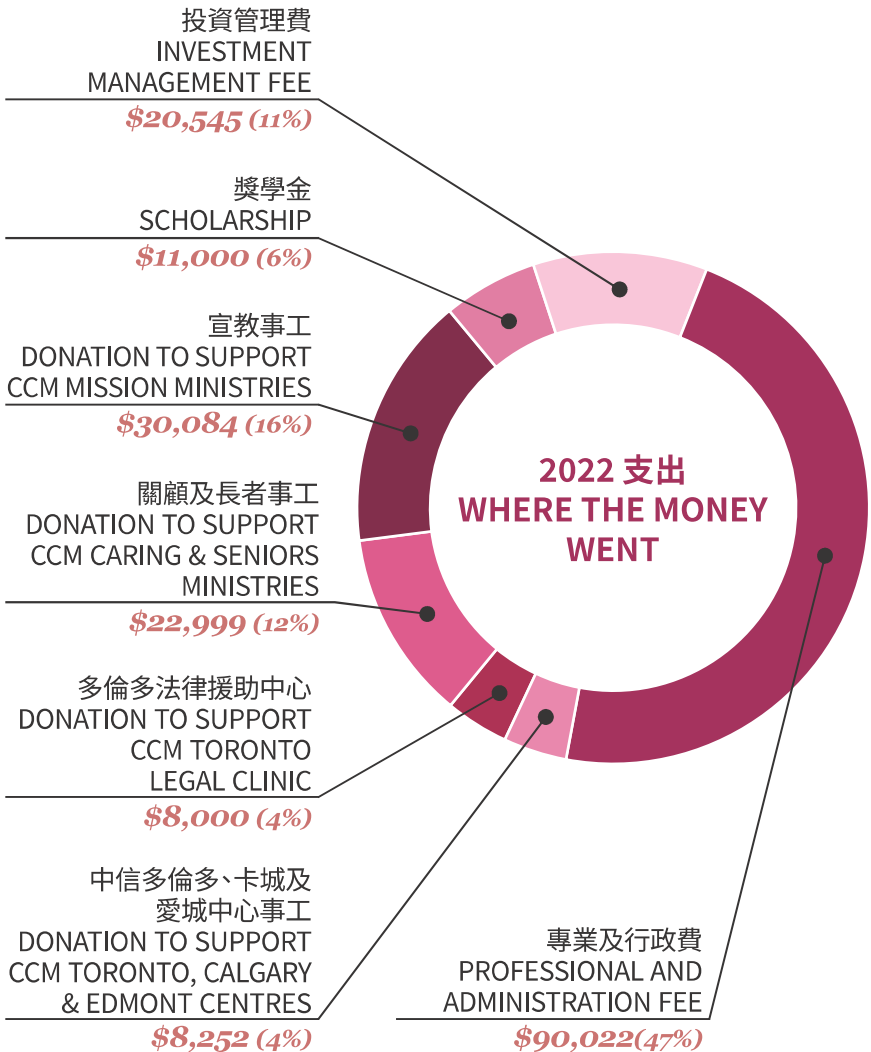 投資管理費
INVESTMENT
MANAGEMENT FEE
$20,545 (11%)
獎學金
SCHOLARSHIP
$11,000 (6%)
宣教事工
DONATION TO SUPPORT
CCM MISSION MINISTRIES
$30,084 (16%)
關顧及長者事工
DONATION TO SUPPORT
CCM CARING & SENIORS
MINISTRIES
$22,999 (12%)
多倫多法律援助中心
DONATION TO SUPPORT
CCM TORONTO
LEGAL CLINIC
$8,000 (4%)
中信多倫多、卡城及
愛城中心事工
DONATION TO SUPPORT
CCM TORONTO, CALGARY
& EDMONT CENTRES
$8,252 (4%)
2022 支出
WHERE THE MONEY
WENT
專業及行政費
PROFESSIONAL AND
ADMINISTRATION FEE
$90,022(47%)